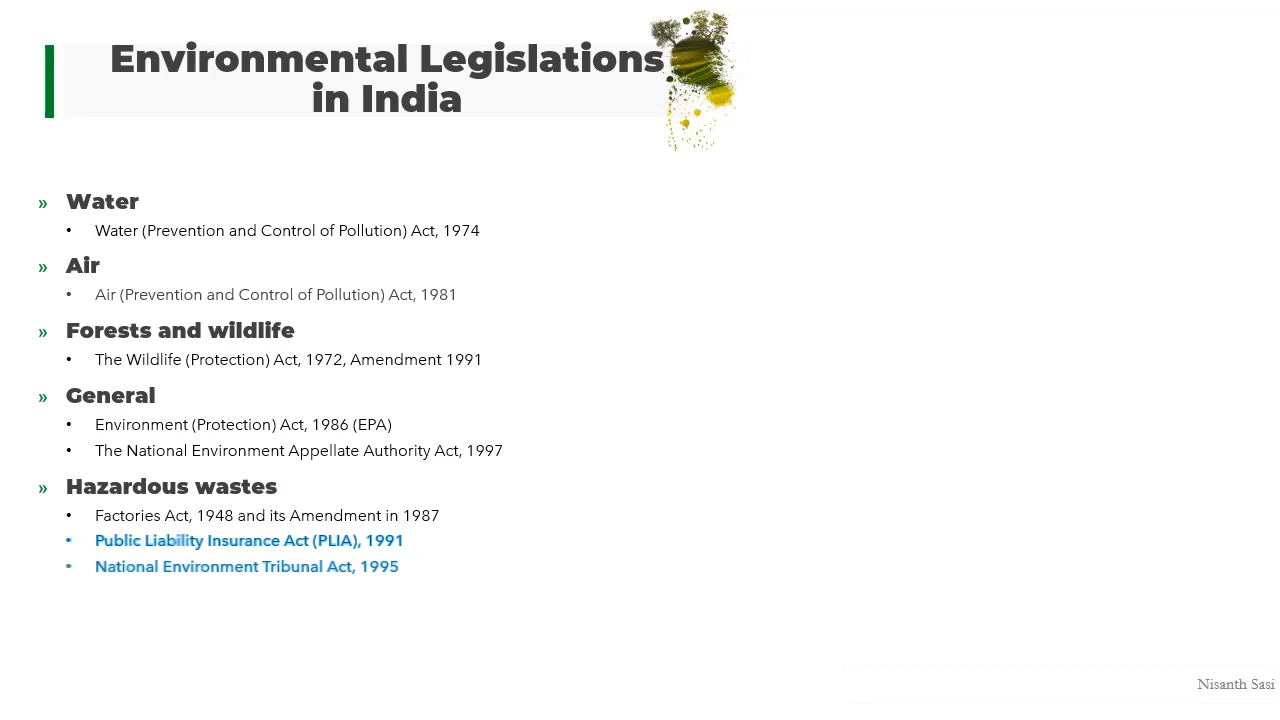 Environmental Legislations
in India
» Water
• Water (Prevention and Control of Pollution) Act, 1974
» Air
• Air (Prevention and Control of Pollution) Act, 1981
» Forests and wildlife
• The Wildlife (Protection) Act, 1972, Amendment 1991
» General
• Environment (Protection) Act, 1986 (EPA)
• The National Environment Appellate Authority Act, 1997
» Hazardous wastes
• Factories Act, 1948 and its Amendment in 1987
• Public Liability Insurance Act (PLIA), 1991
• National Environment Tribunal Act, 1995
Nisanth Sasi